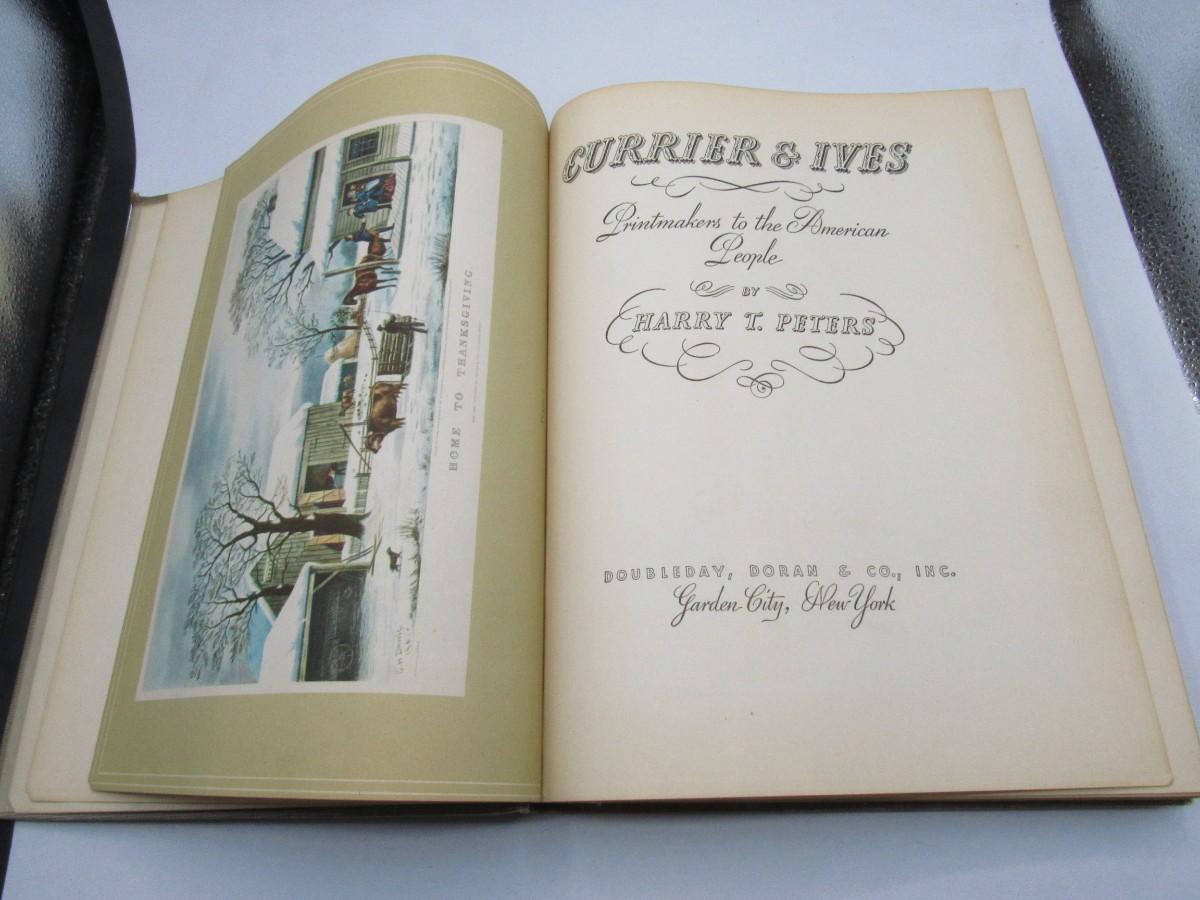 HOME TO THANKSGIVING.
CURRIER & IVES
Printmakers to the American
People
BY
HARRY T. PETERS
DOUBLEDAY, DORAN & CO., INC.
Garden City, New York